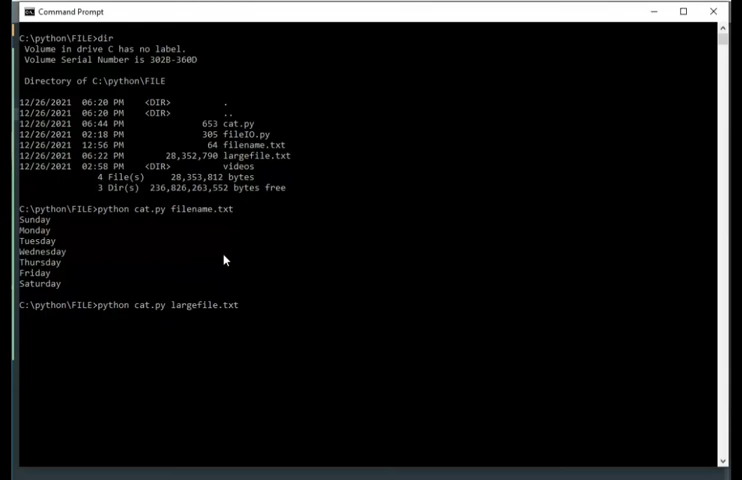 Command Prompt
C:\python\FILE>dir
Volume in drive C has no label.
Volume Serial Number is 302B-360D
Directory of C:\python\FILE
12/26/2021 06:20 PM <DIR> .
12/26/2021 06:20 PM <DIR> ..
12/26/2021 06:44 PM 653 cat.py
12/26/2021 02:18 PM 305 fileIO.py
12/26/2021 12:56 PM 64 filename.txt
12/26/2021 06:22 PM 28,352,790 largefile.txt
12/26/2021 02:58 PM <DIR> videos
4 File(s) 28,353,812 bytes
3 Dir(s) 236,826,263,552 bytes free
C:\python\FILE>python cat.py filename.txt
Sunday
Monday
Tuesday
Wednesday
Thursday
Friday
Saturday
C:\python\FILE>python cat.py largefile.txt